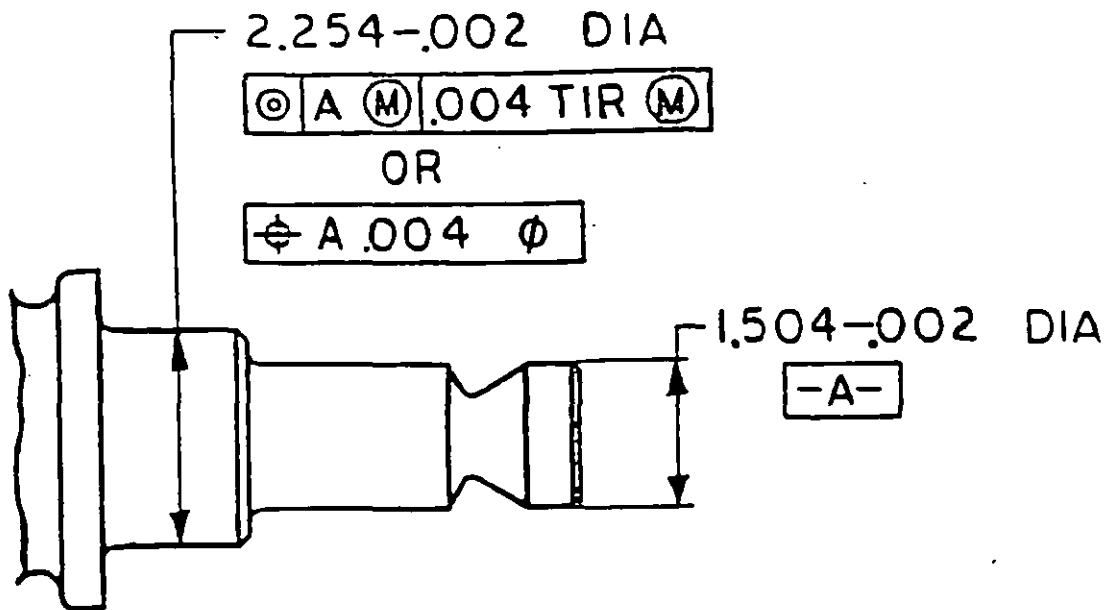 2.254-.002 DIA
◎ A Ⓜ .004 TIR Ⓜ
OR
⌖ A .004 Φ
1.504-.002 DIA
-A-